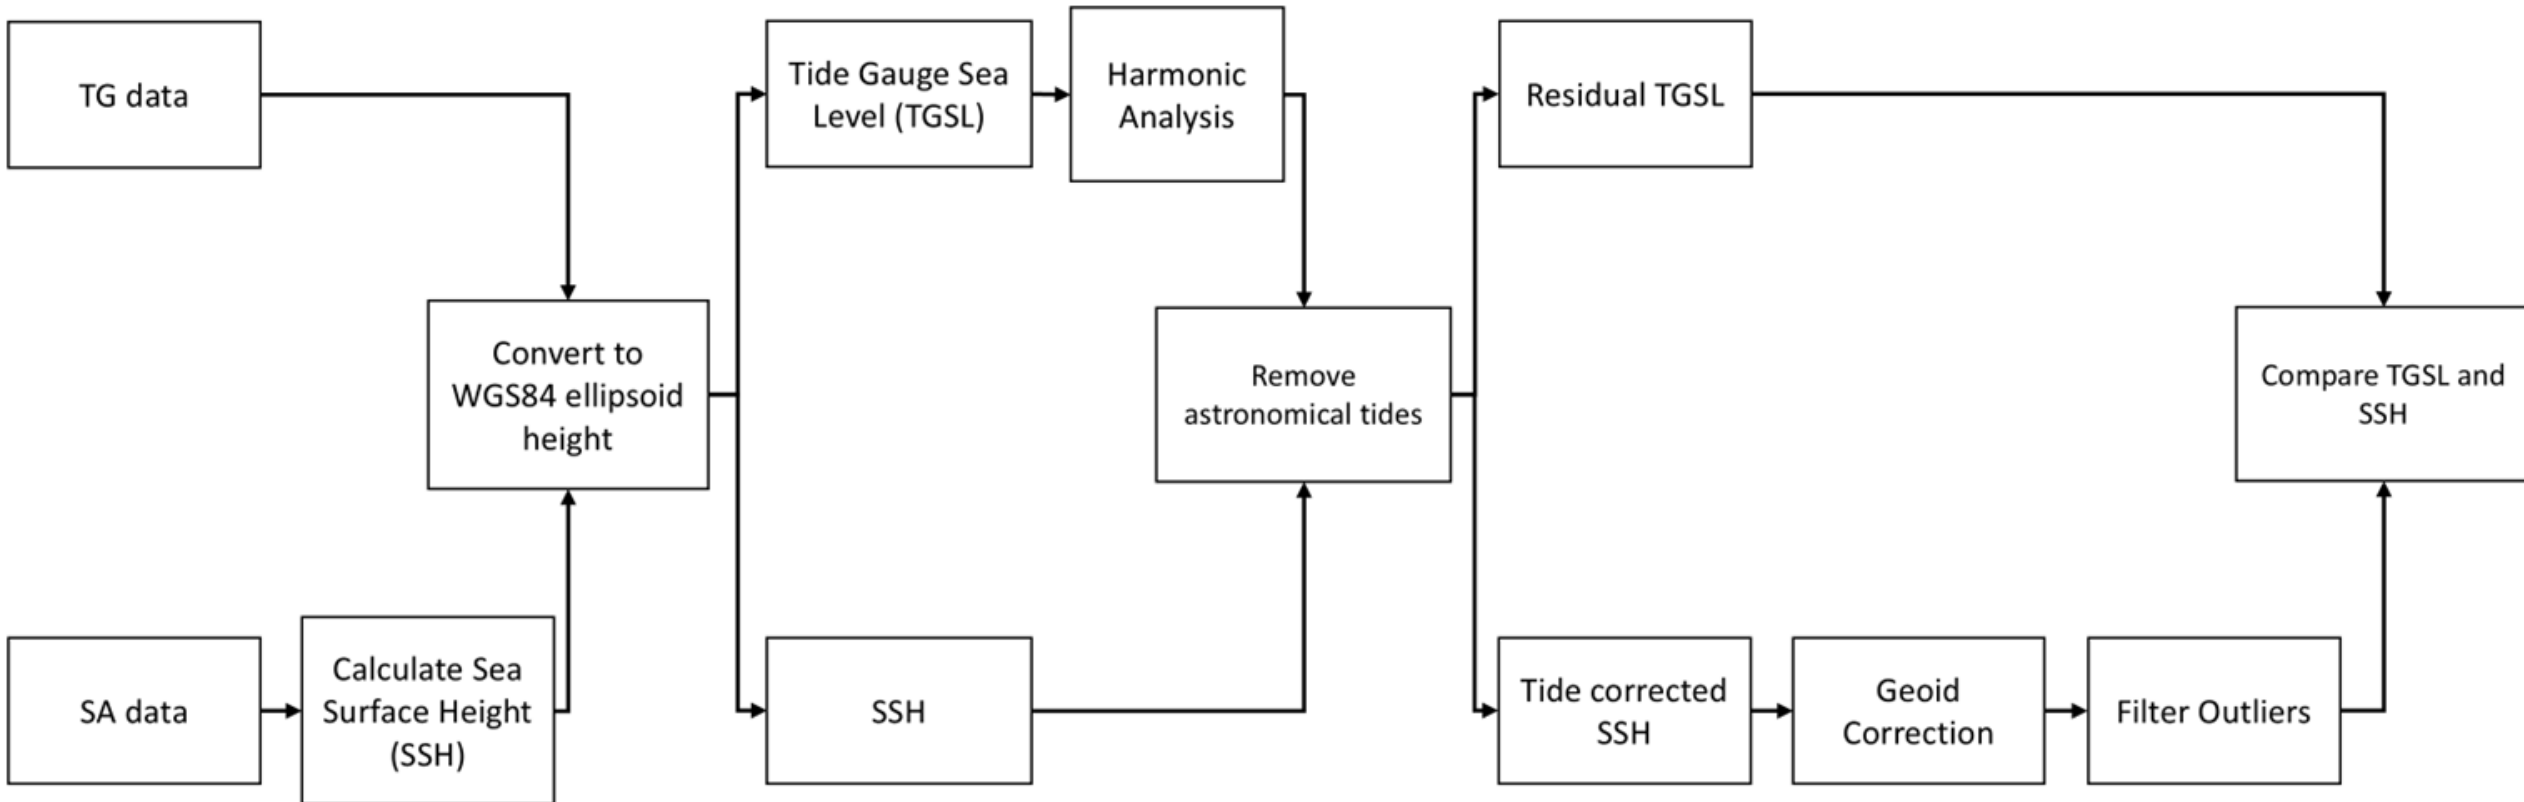 TG data
SA data
Calculate Sea
Surface Height
(SSH)
Convert to
WGS84 ellipsoid
height
Tide Gauge Sea
Level (TGSL)
Harmonic
Analysis
SSH
Remove
astronomical tides
Residual TGSL
Tide corrected
SSH
Geoid
Correction
Filter Outliers
Compare TGSL and
SSH